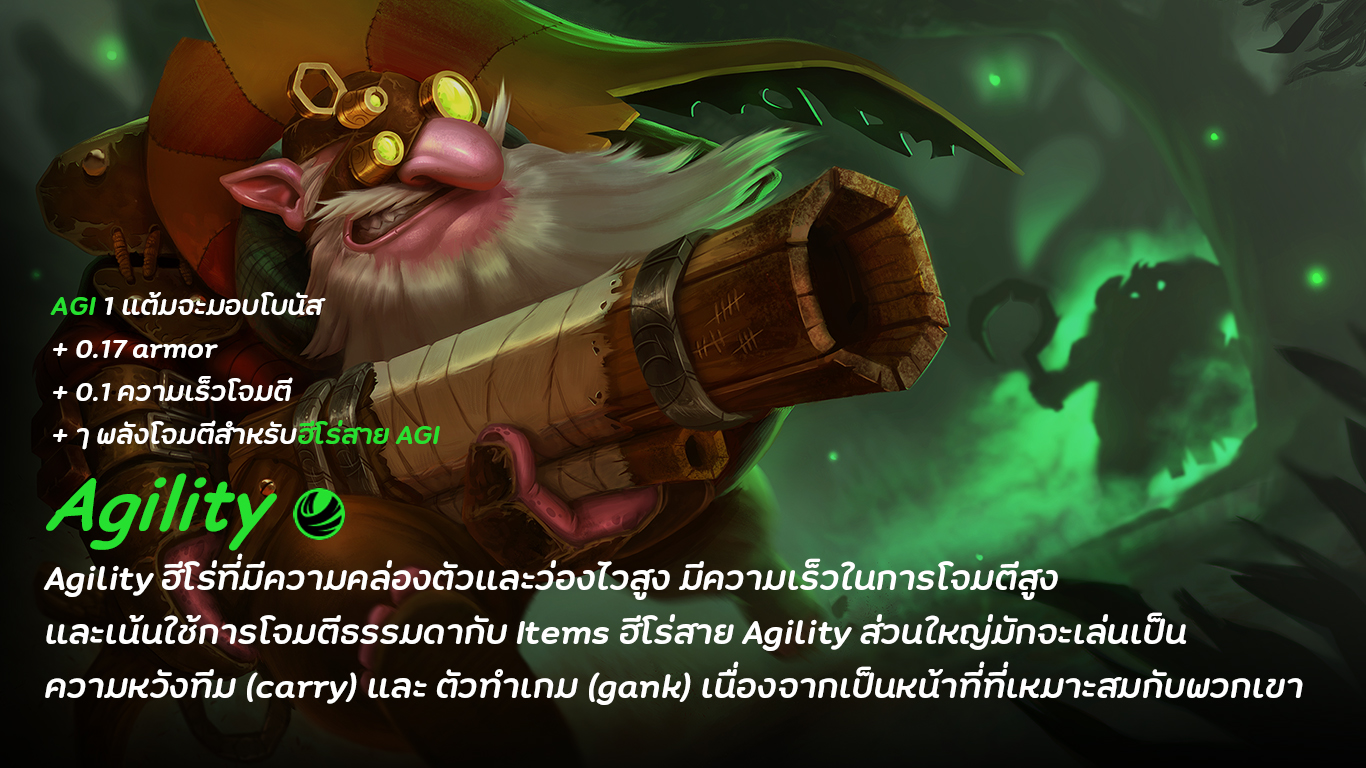 AGI 1 แต้มจะมอบโบนัส
+ 0.17 armor
+ 0.1 ความเร็วโจมตี
+ ๆ พลังโจมตีสำหรับฮีโร่สาย AGI
Agility
Agility ฮีโร่ที่มีความคล่องตัวและว่องไวสูง มีความเร็วในการโจมตีสูง
และเน้นใช้การโจมตีธรรมดากับ Items ฮีโร่สาย Agility ส่วนใหญ่มักจะเล่นเป็น
ความหวังทีม (carry) และ ตัวทำเกม (gank) เนื่องจากเป็นหน้าที่ที่เหมาะสมกับพวกเขา